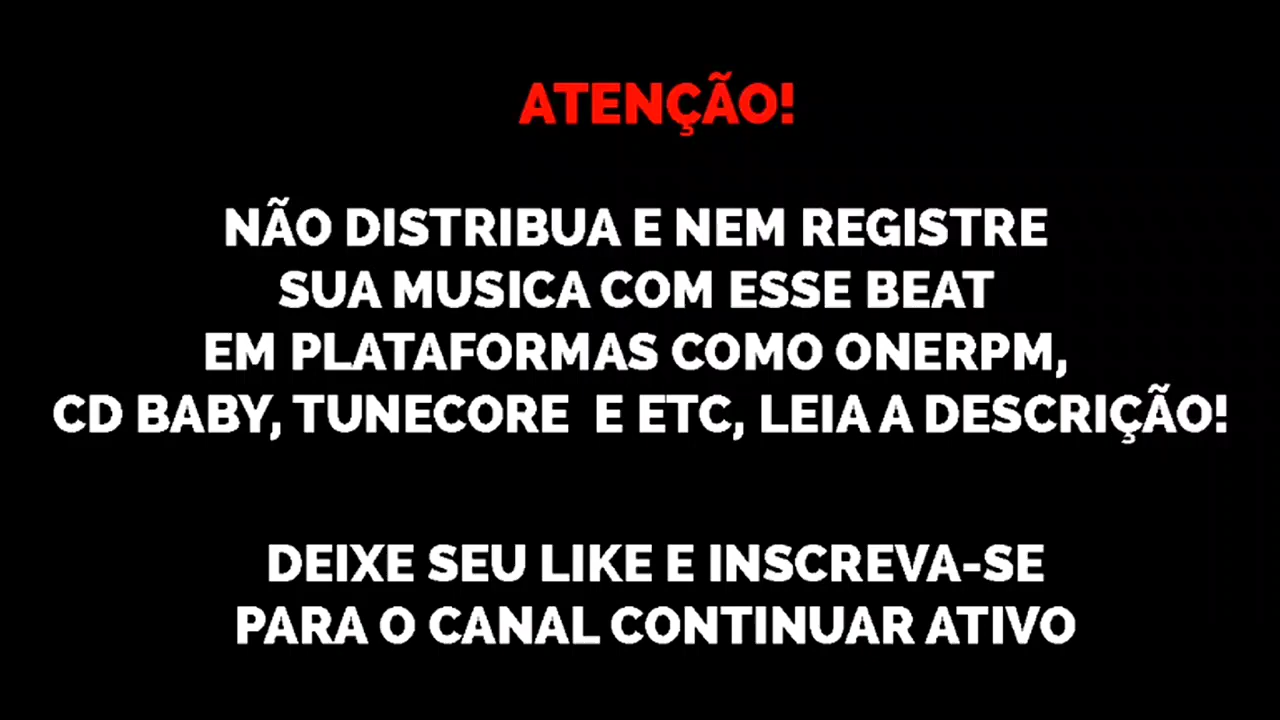 ATENÇÃO!
NÃO DISTRIBUA E NEM REGISTRE
SUA MUSICA COM ESSE BEAT
EM PLATAFORMAS COMO ONERPM,
CD BABY, TUNECORE E ETC, LEIA A DESCRIÇÃO!
DEIXE SEU LIKE E INSCREVA-SE
PARA O CANAL CONTINUAR ATIVO